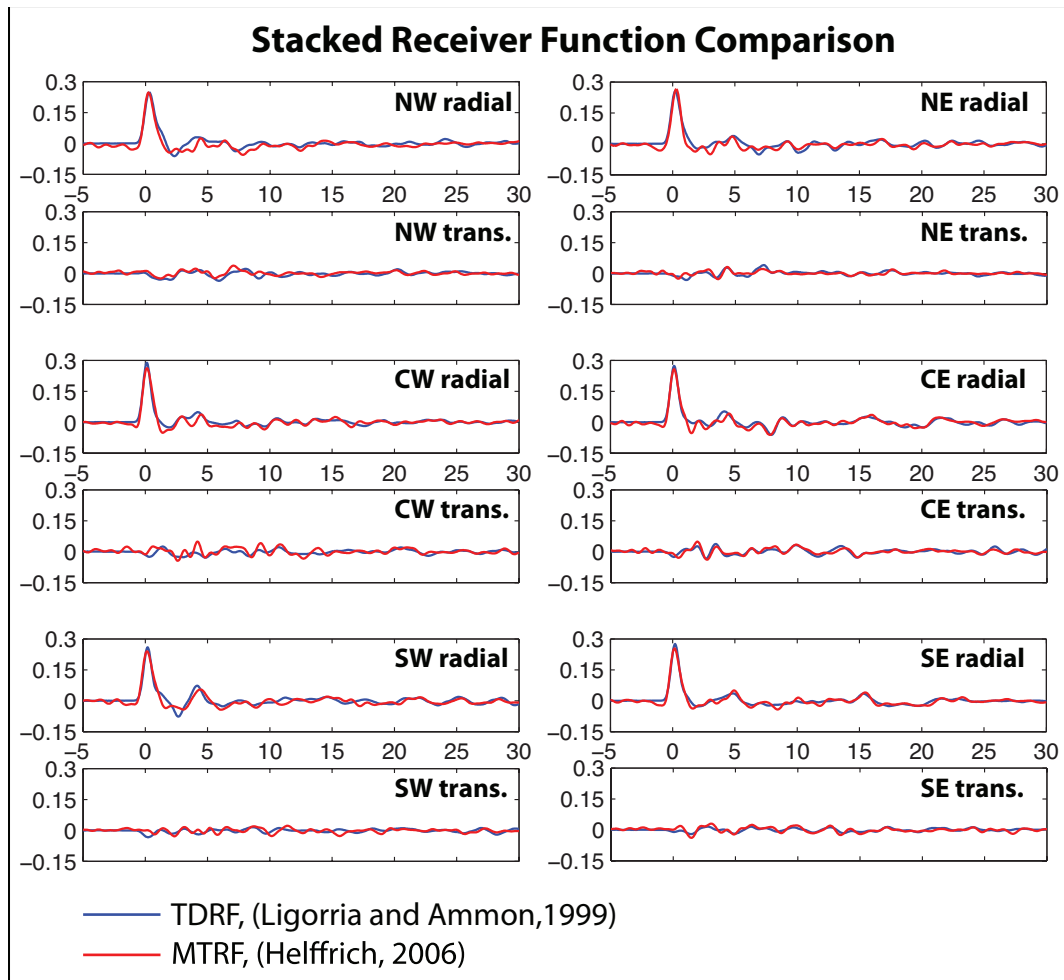 Stacked Receiver Function Comparison
0.3
0.15
0
−0.15
NW radial
−5 0 5 10 15 20 25 30
0.3
0.15
0
−0.15
NE radial
−5 0 5 10 15 20 25 30
0.3
0.15
0
−0.15
NW trans.
0.3
0.15
0
−0.15
NE trans.
0.3
0.15
0
−0.15
CW radial
−5 0 5 10 15 20 25 30
0.3
0.15
0
−0.15
CE radial
−5 0 5 10 15 20 25 30
0.3
0.15
0
−0.15
CW trans.
0.3
0.15
0
−0.15
CE trans.
0.3
0.15
0
−0.15
SW radial
−5 0 5 10 15 20 25 30
0.3
0.15
0
−0.15
SE radial
−5 0 5 10 15 20 25 30
0.3
0.15
0
−0.15
SW trans.
0.3
0.15
0
−0.15
SE trans.
TDRF, (Ligorria and Ammon,1999)
MTRF, (Helffrich, 2006)